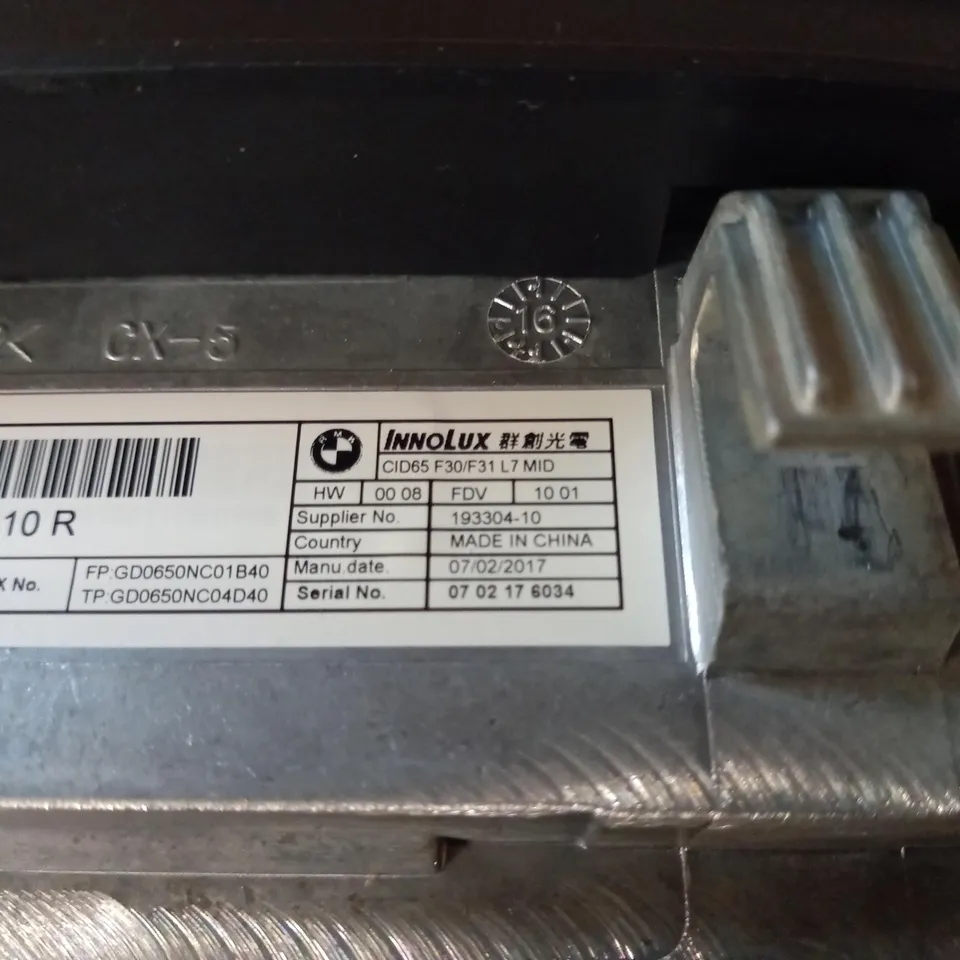 CX-5
16
BMW
INNOLUX 群創光電
CID65 F30/F31 L7 MID
HW 00 08 FDV 10 01
10 R
Supplier No. 193304-10
Country MADE IN CHINA
X No.
FP:GD0650NC01B40
TP:GD0650NC04D40
Manu.date. 07/02/2017
Serial No. 07 02 17 6034